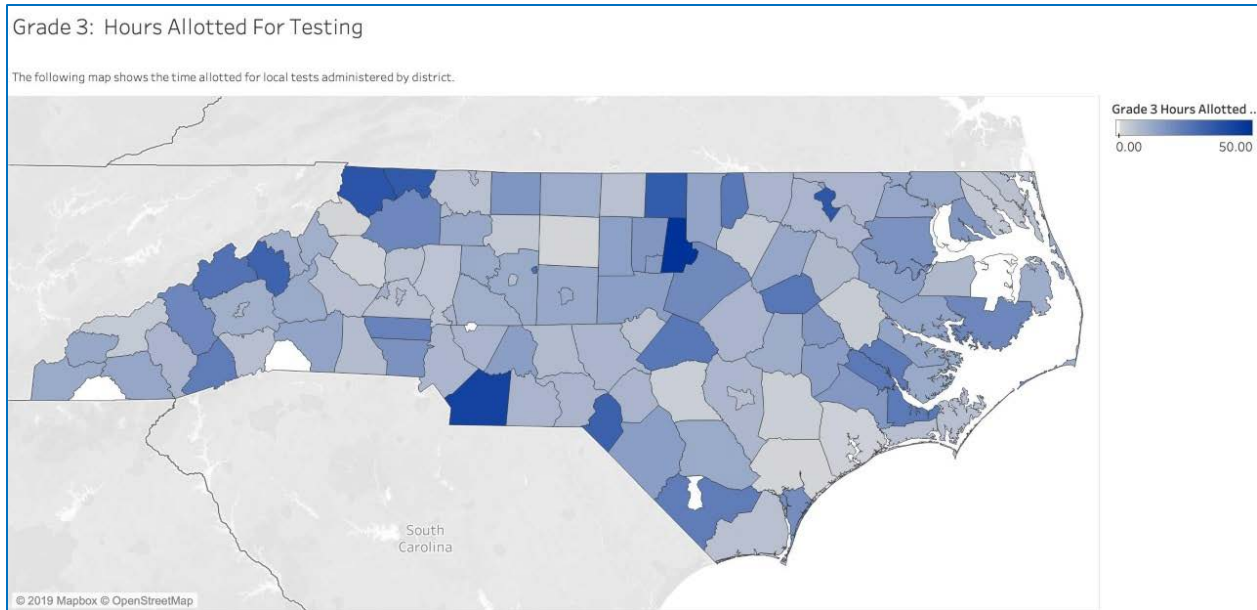 Grade 3: Hours Allotted For Testing
The following map shows the time allotted for local tests administered by district.
Grade 3 Hours Allotted ..
0.00 50.00
South
Carolina
© 2019 Mapbox © OpenStreetMap